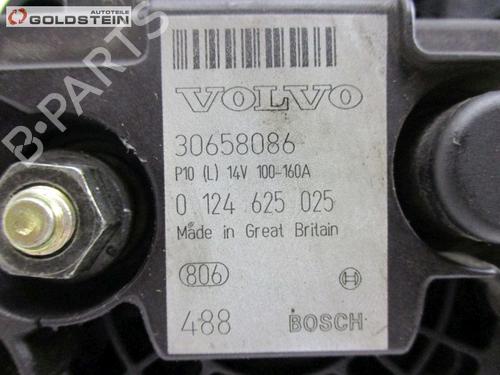 AUTOTEILE
GOLDSTEIN
B-PARTS
VOLVO
30658086
P10 (L) 14V 100-160A
0 124 625 025
Made in Great Britain
806
488 BOSCH